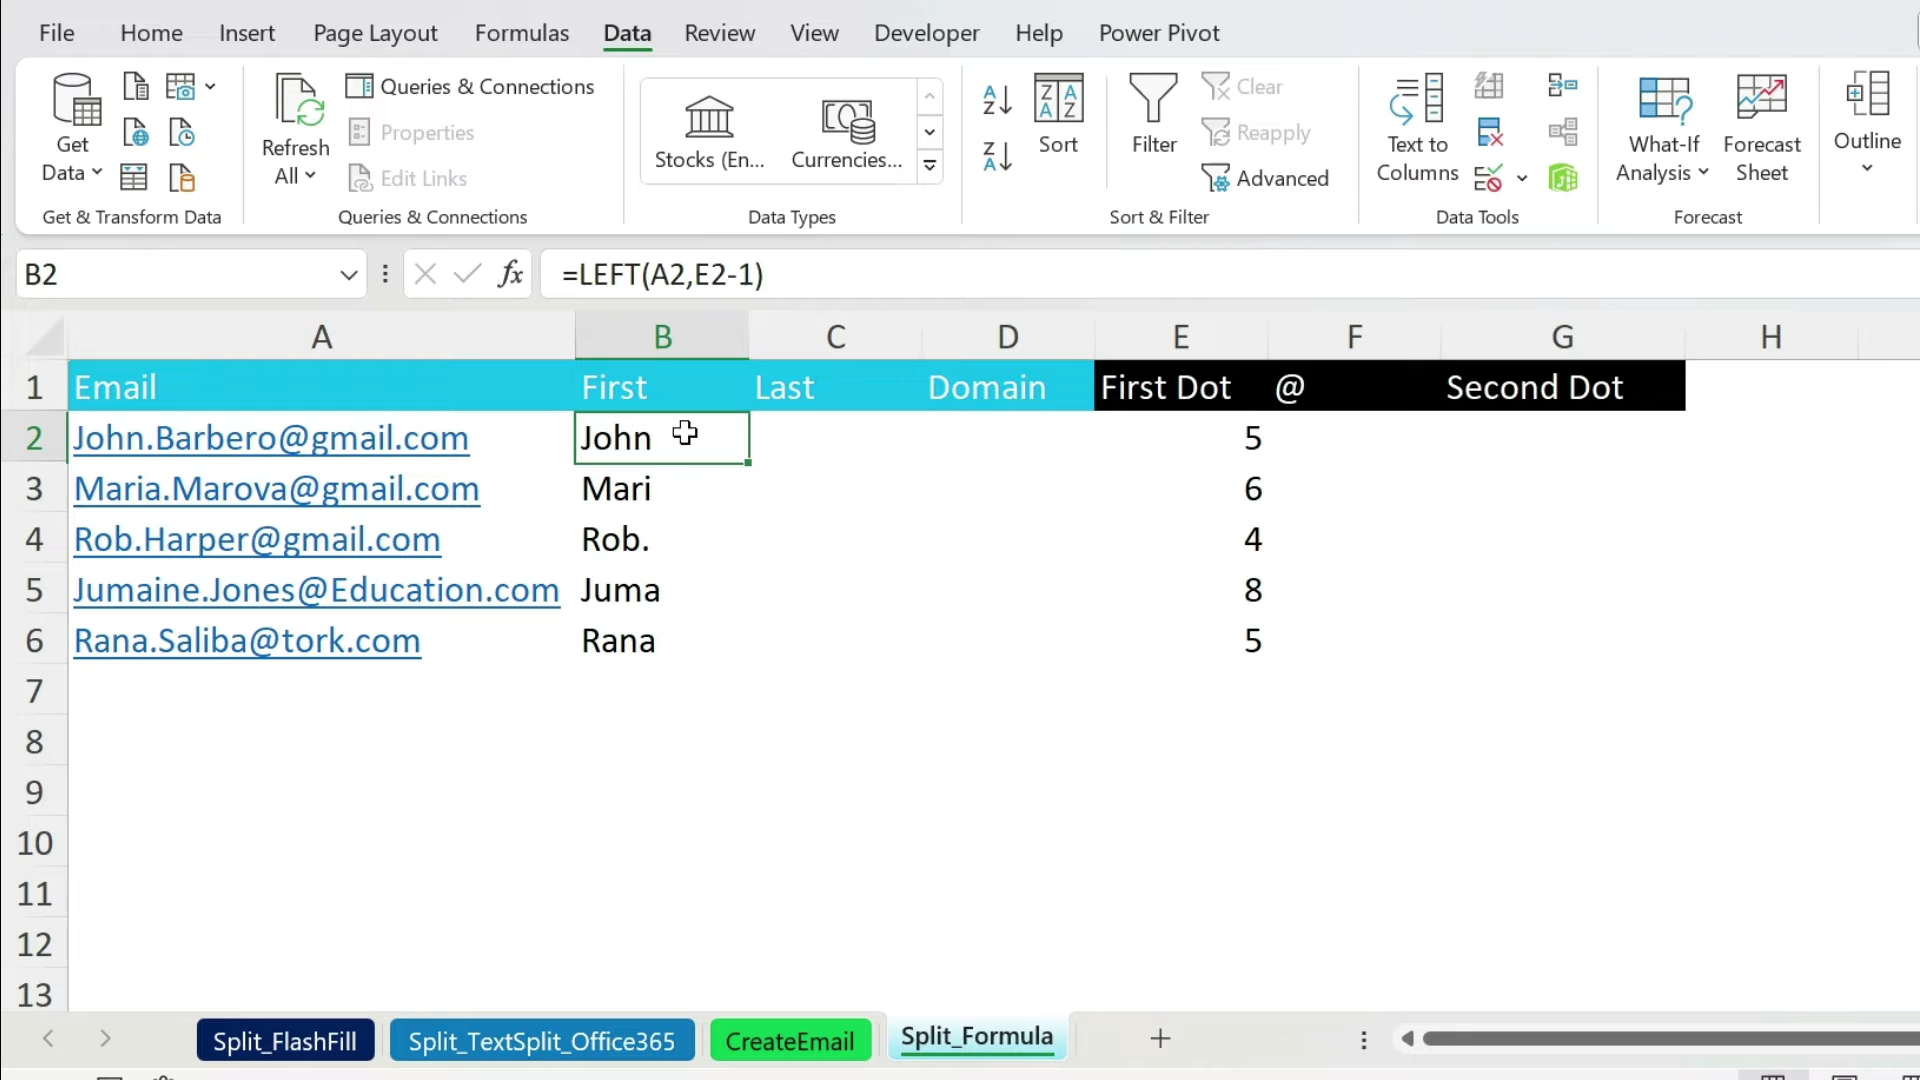 File Home Insert Page Layout Formulas Data Review View Developer Help Power Pivot
Get Data
Refresh All
Queries & Connections
Properties
Edit Links
Stocks (En...
Currencies...
Sort
Filter
Clear
Reapply
Advanced
Text to Columns
What-If Analysis
Forecast Sheet
Outline
Get & Transform Data
Queries & Connections
Data Types
Sort & Filter
Data Tools
Forecast
B2 fx =LEFT(A2,E2-1)
A B C D E F G H
1 Email First Last Domain First Dot @ Second Dot
2 John.Barbero@gmail.com John 5
3 Maria.Marova@gmail.com Mari 6
4 Rob.Harper@gmail.com Rob. 4
5 Jumaine.Jones@Education.com Juma 8
6 Rana.Saliba@tork.com Rana 5
7
8
9
10
11
12
13
Split_FlashFill Split_TextSplit_Office365 CreateEmail Split_Formula